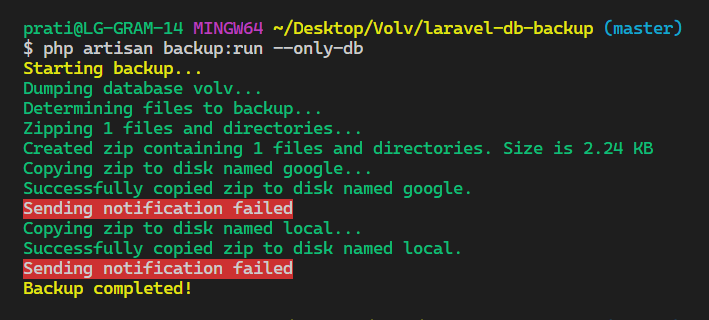 prati@LG-GRAM-14 MINGW64 ~/Desktop/Volv/laravel-db-backup (master)
$ php artisan backup:run --only-db
Starting backup...
Dumping database volv...
Determining files to backup...
Zipping 1 files and directories...
Created zip containing 1 files and directories. Size is 2.24 KB
Copying zip to disk named google...
Successfully copied zip to disk named google.
Sending notification failed
Copying zip to disk named local...
Successfully copied zip to disk named local.
Sending notification failed
Backup completed!